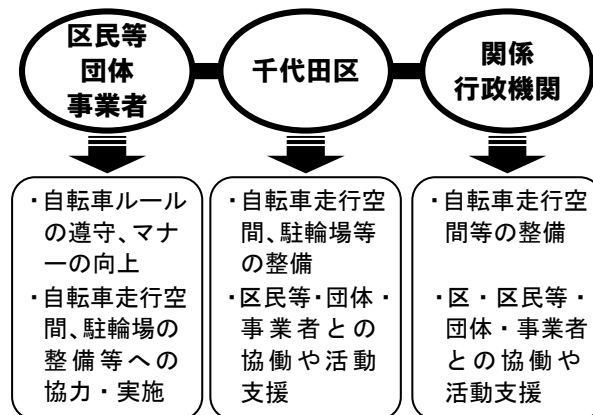 区民等
団体
事業者
千代田区
関係
行政機関
・自転車ルール
の遵守、マナ
ーの向上
・自転車走行空
間、駐輪場の
整備等への
協力・実施
・自転車走行空
間、駐輪場等
の整備
・区民等・団体・
事業者との
協働や活動
支援
・自転車走行空
間等の整備
・区・区民等・
団体・事業者
との協働や
活動支援